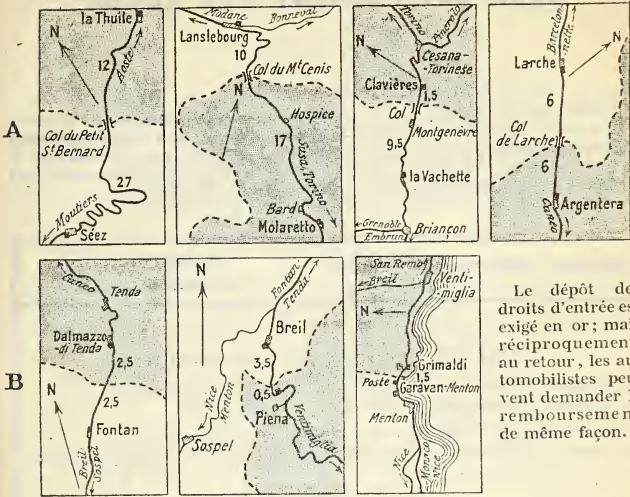 A
la Thuile
N
12
Aoste
Col du Petit
St Bernard
27
Moutiers
Séez
Modane
Bonneval
Lanslebourg
10
Col du Mt Cenis
N
Hospice
17
Susa, Torino
Bard
Molaretto
Torino
Pinerolo
N
Cesana-
Torinese
Clavières
1,5
Col
Montgenèvre
9,5
la Vachette
Grenoble
Embrun
Briançon
Barcelon-
nette
Larche
N
6
Col
de Larche
6
Argentera
Cuneo
B
Cuneo
Tenda
Dalmazzo
di Tenda
2,5
2,5
N
Fontan
Breil
Sospel
N
Fontan
Tenda
Breil
3,5
0,5
Piena
Nice
Menton
Sospel
Ventimiglia
San Remo
Breil
Venti-
miglia
N
Grimaldi
1,5
Poste
Garavan-Menton
Menton
Nice
Monaco
Nice
Le dépôt de
droits d'entrée es
exigé en or ; mai
réciproquement
au retour, les au
tomobilistes peu
vent demander l
remboursemen
de même façon.